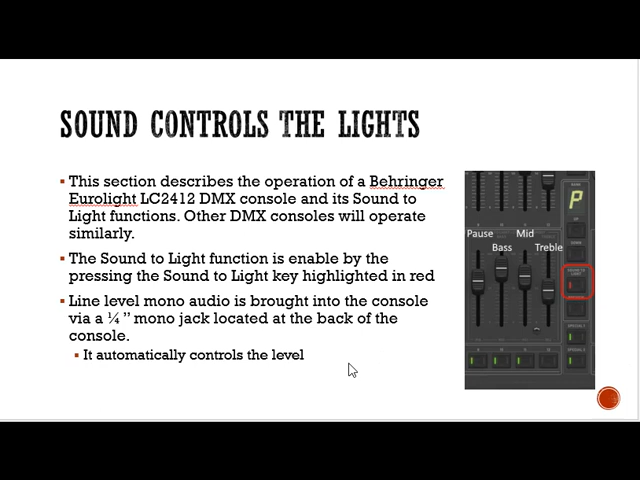 SOUND CONTROLS THE LIGHTS
This section describes the operation of a Behringer
Eurolight LC2412 DMX console and its Sound to
Light functions. Other DMX consoles will operate
similarly.
The Sound to Light function is enable by the
pressing the Sound to Light key highlighted in red
Line level mono audio is brought into the console
via a ¼ ” mono jack located at the back of the
console.
It automatically controls the level
P
Pause
Mid
Bass
Treble
SOUND TO
LIGHT